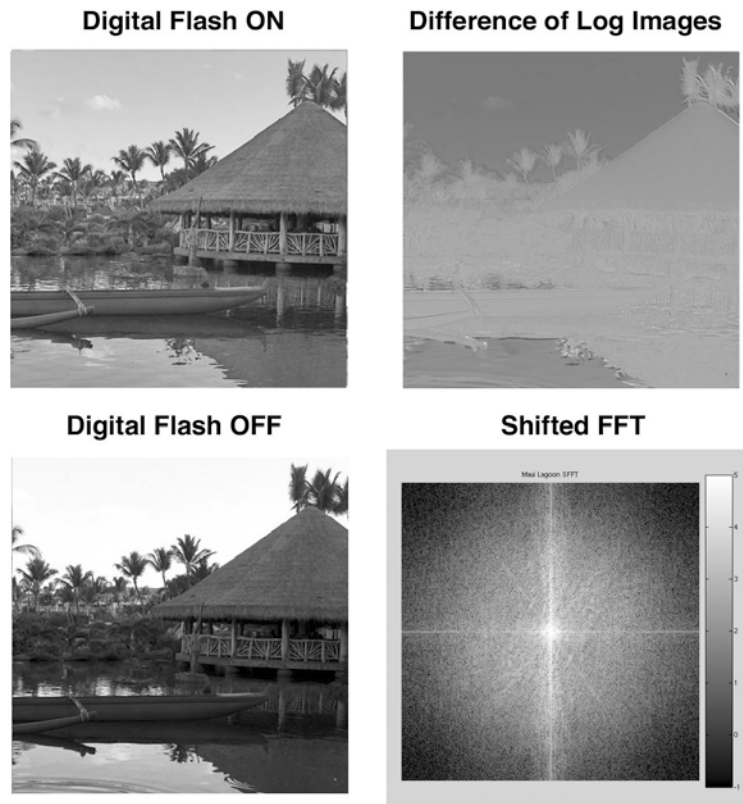 Digital Flash ON
Difference of Log Images
Digital Flash OFF
Shifted FFT
Maui Lagoon SFFT
5
4
3
2
1
0
-1